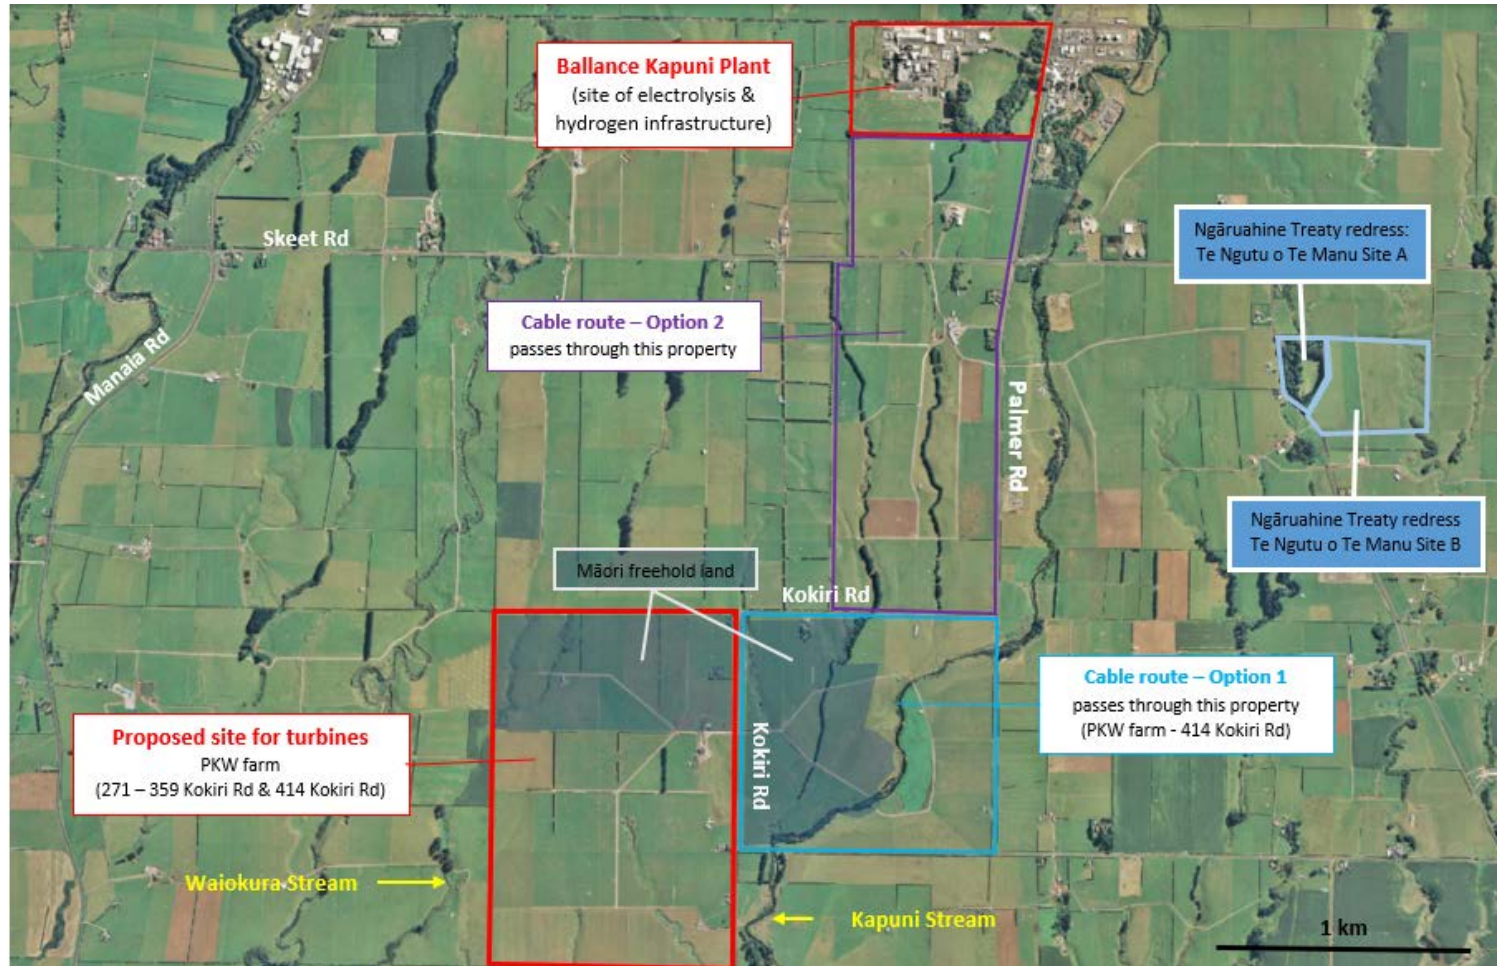 Ballance Kapuni Plant
(site of electrolysis &
hydrogen infrastructure)
Skeet Rd
Ngāruahine Treaty redress:
Te Ngutu o Te Manu Site A
Cable route – Option 2
passes through this property
Manaia Rd
Palmer Rd
Ngāruahine Treaty redress
Te Ngutu o Te Manu Site B
Māori freehold land
Kokiri Rd
Cable route – Option 1
passes through this property
(PKW farm - 414 Kokiri Rd)
Proposed site for turbines
PKW farm
(271 – 359 Kokiri Rd & 414 Kokiri Rd)
Kokiri Rd
Waiokura Stream
Kapuni Stream
1 km